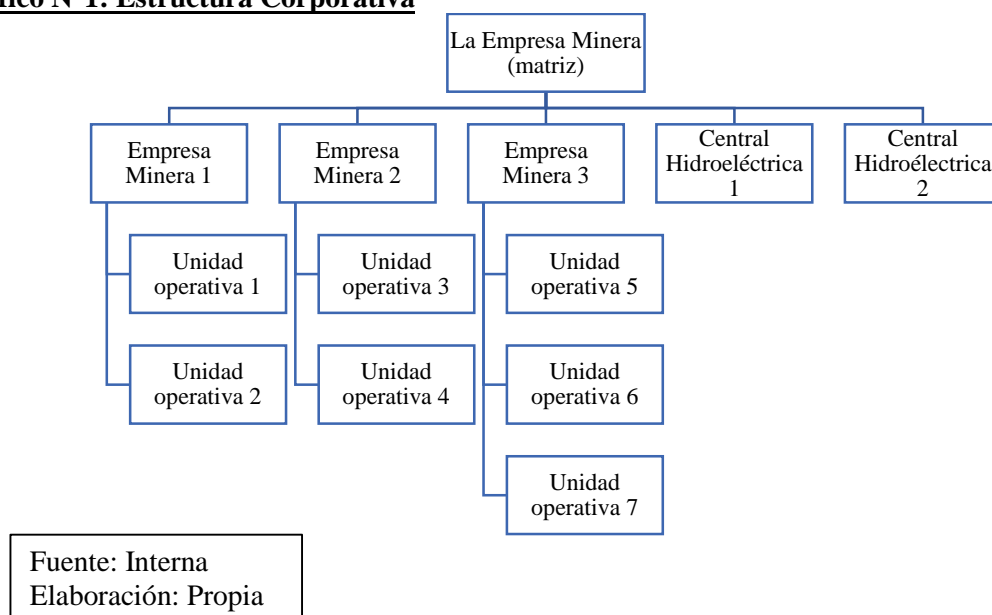 fico N°1: Estructura Corporativa
La Empresa Minera
(matriz)
Empresa
Minera 1
Empresa
Minera 2
Empresa
Minera 3
Central
Hidroeléctrica
1
Central
Hidroélectrica
2
Unidad
operativa 1
Unidad
operativa 3
Unidad
operativa 5
Unidad
operativa 2
Unidad
operativa 4
Unidad
operativa 6
Unidad
operativa 7
Fuente: Interna
Elaboración: Propia